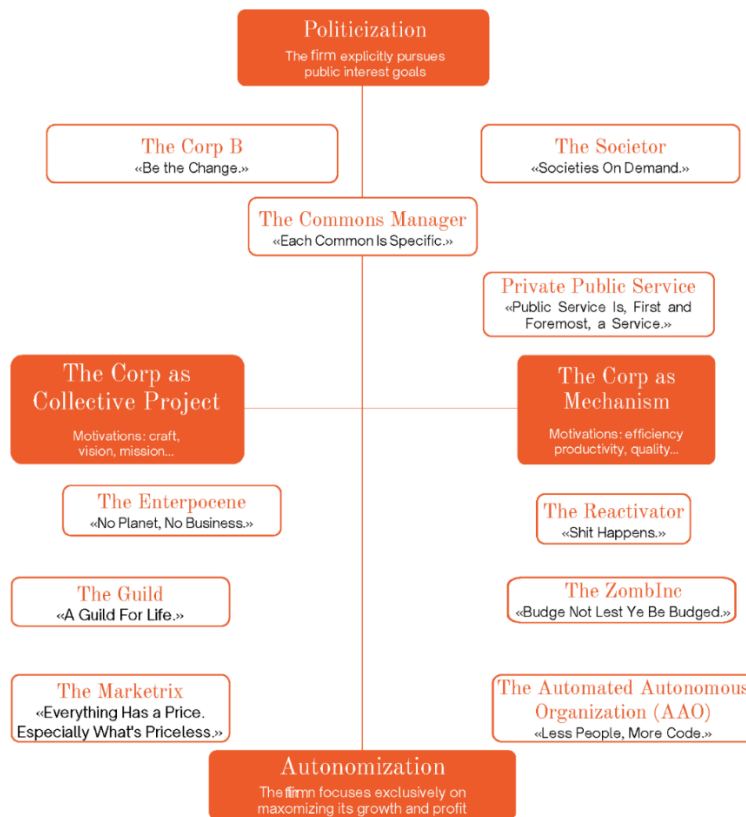 Politicization
The firm explicitly pursues
public interest goals
The Corp B
«Be the Change.»
The Societor
«Societies On Demand.»
The Commons Manager
«Each Common Is Specific.»
Private Public Service
«Public Service Is, First and
Foremost, a Service.»
The Corp as
Collective Project
Motivations: craft,
vision, mission...
The Corp as
Mechanism
Motivations: efficiency
productivity, quality...
The Enterpocene
«No Planet, No Business.»
The Reactivator
«Shit Happens.»
The Guild
«A Guild For Life.»
The ZombInc
«Budge Not Lest Ye Be Budged.»
The Marketrix
«Everything Has a Price.
Especially What's Priceless.»
The Automated Autonomous
Organization (AAO)
«Less People, More Code.»
Autonomization
The firmn focuses exclusively on
maxomizing its growth and profit